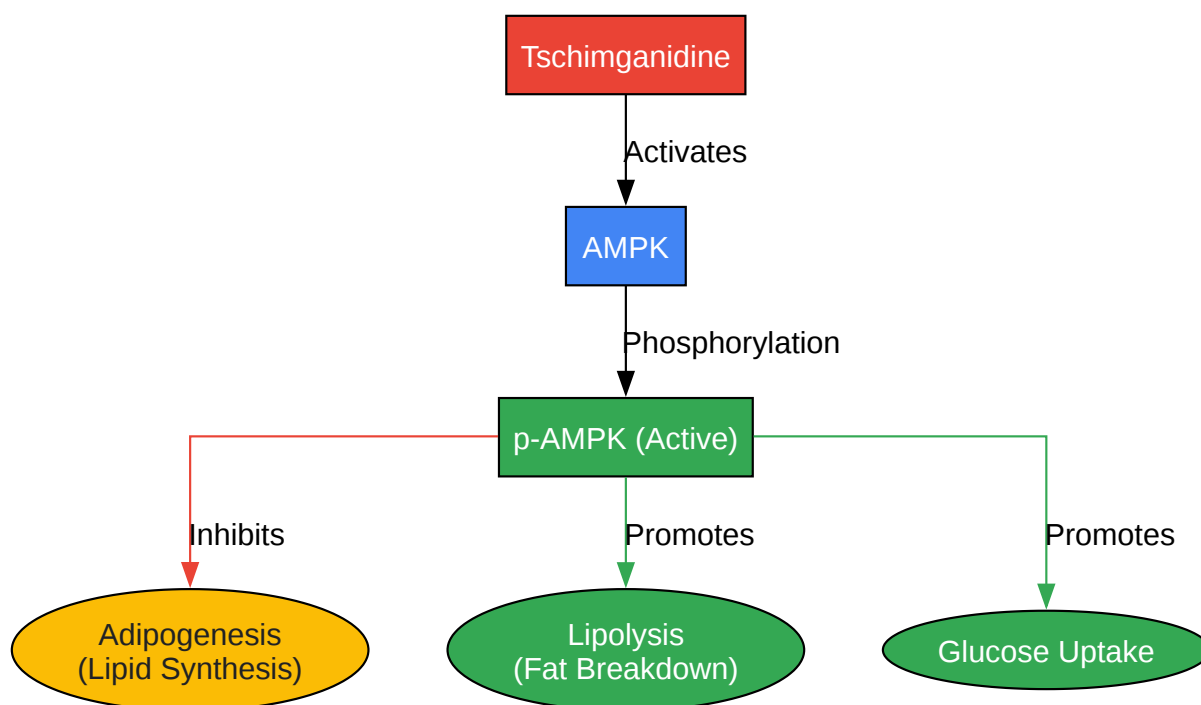 Tschimganidine
Activates
AMPK
Phosphorylation
p-AMPK (Active)
Inhibits
Promotes
Promotes
Adipogenesis
(Lipid Synthesis)
Lipolysis
(Fat Breakdown)
Glucose Uptake